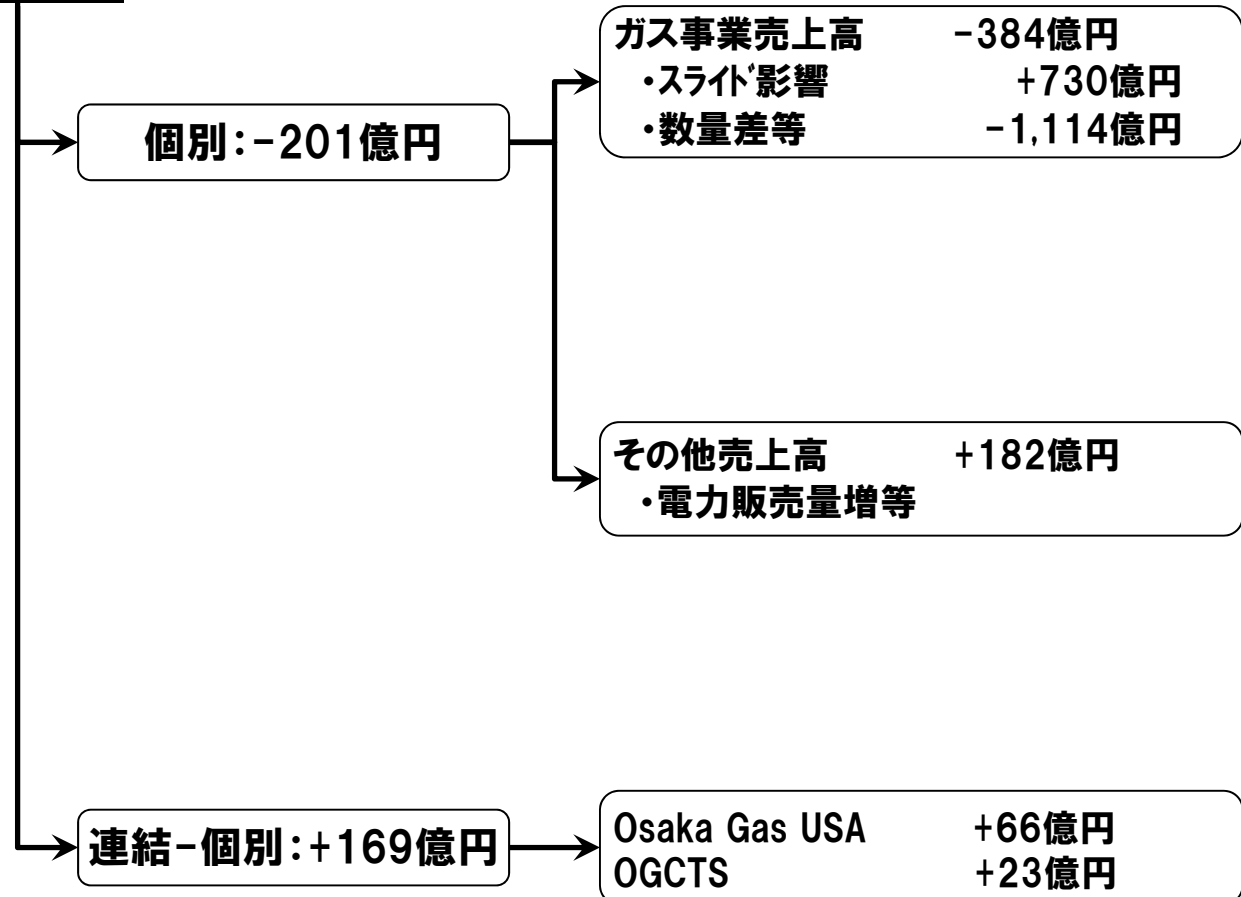 ガス事業売上高 -384億円
・スライド影響 +730億円
・数量差等 -1,114億円
個別:-201億円
その他売上高 +182億円
・電力販売量増等
連結-個別:+169億円
Osaka Gas USA +66億円
OGCTS +23億円